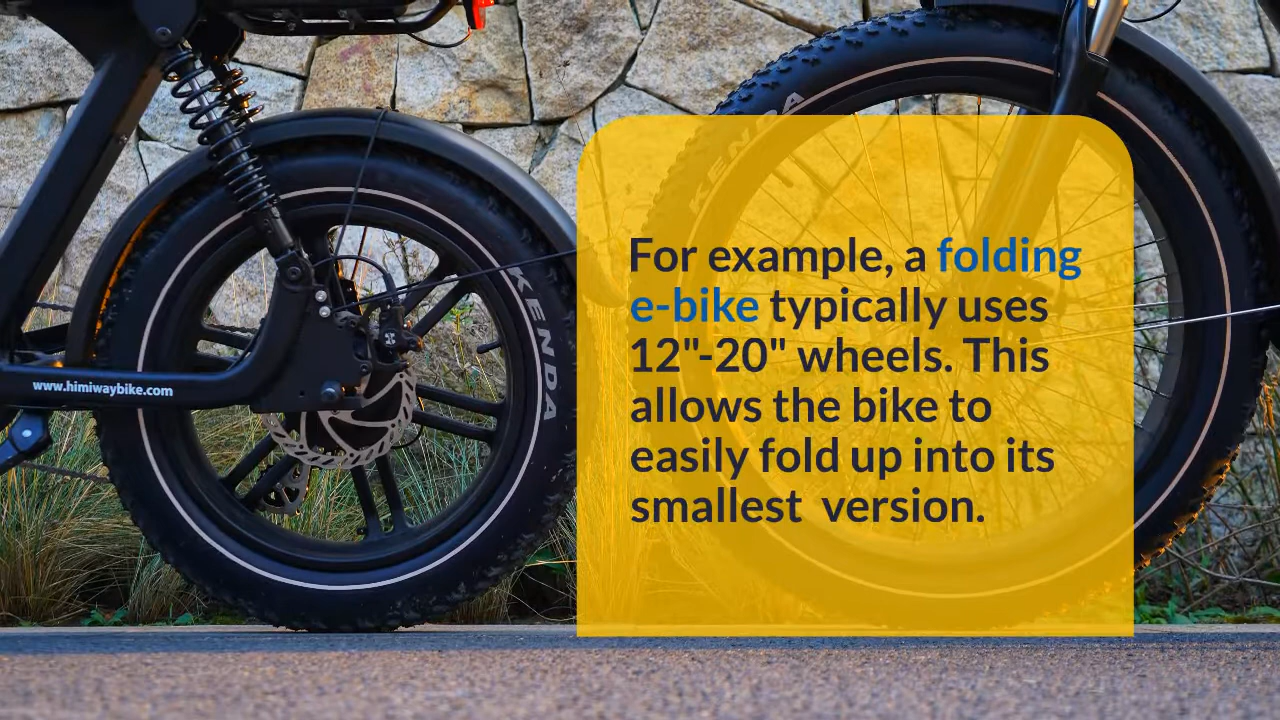 For example, a folding
e-bike typically uses
12"-20" wheels. This
allows the bike to
easily fold up into its
smallest  version.
www.himiwaybike.com
KENDA
KENDA